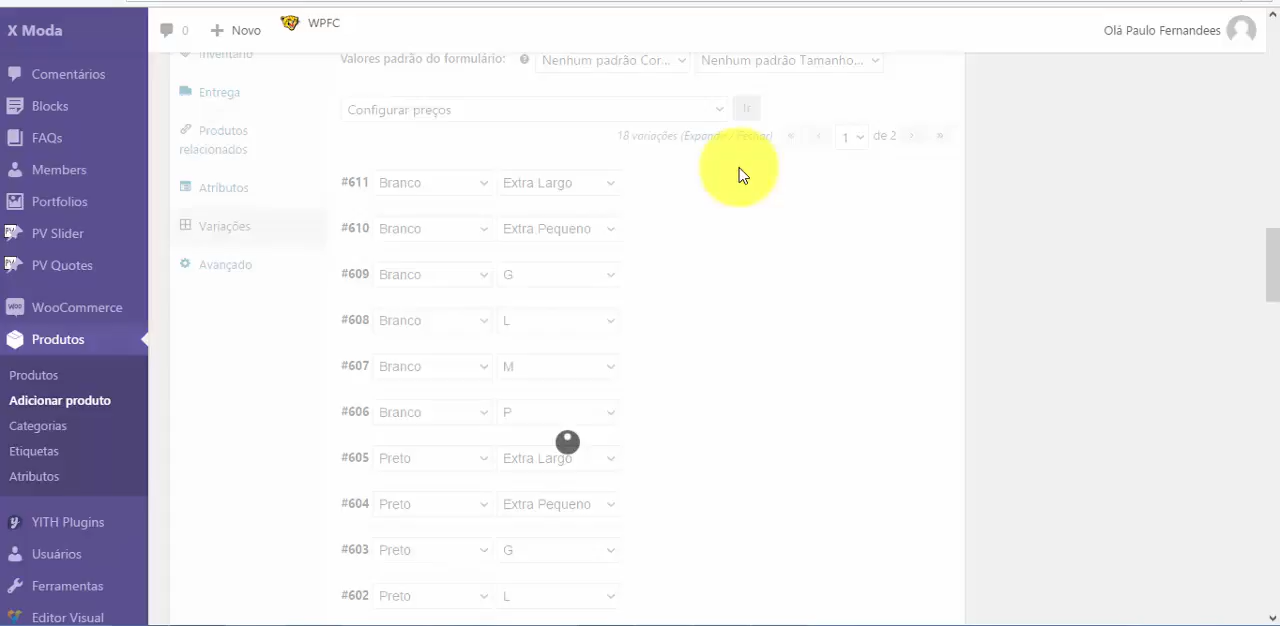 X Moda
0
Novo
WPFC
Olá Paulo Fernandees
Comentários
Blocks
FAQs
Members
Portfolios
PV Slider
PV Quotes
WooCommerce
Produtos
Produtos
Adicionar produto
Categorias
Etiquetas
Atributos
YITH Plugins
Usuários
Ferramentas
Editor Visual
Inventário
Entrega
Produtos
relacionados
Atributos
Variações
Avançado
Valores padrão do formulário:
Nenhum padrão Cor...
Nenhum padrão Tamanho...
Configurar preços
Ir
18 variações (Expandir / Fechar)
«
‹
1
de 2
›
»
#611 Branco Extra Largo
#610 Branco Extra Pequeno
#609 Branco G
#608 Branco L
#607 Branco M
#606 Branco P
#605 Preto Extra Largo
#604 Preto Extra Pequeno
#603 Preto G
#602 Preto L